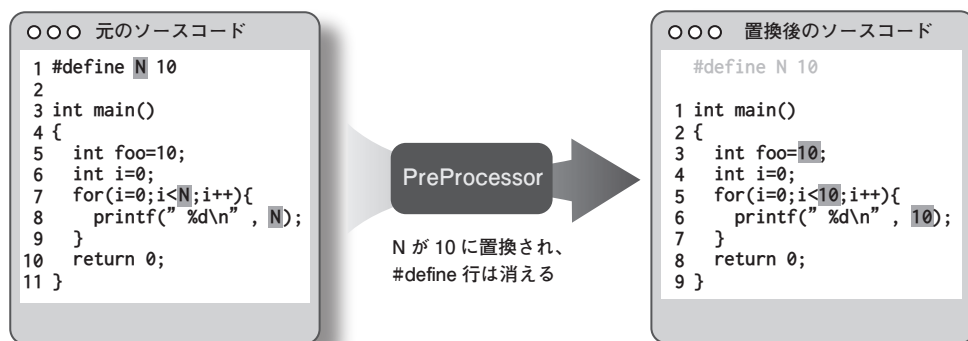 元のソースコード
1 #define N 10
2
3 int main()
4 {
5 int foo=10;
6 int i=0;
7 for(i=0;i<N;i++){
8 printf(” %d\n” , N);
9 }
10 return 0;
11 }
PreProcessor
N が 10 に置換され、
#define 行は消える
置換後のソースコード
#define N 10
1 int main()
2 {
3 int foo=10;
4 int i=0;
5 for(i=0;i<10;i++){
6 printf(” %d\n” , 10);
7 }
8 return 0;
9 }